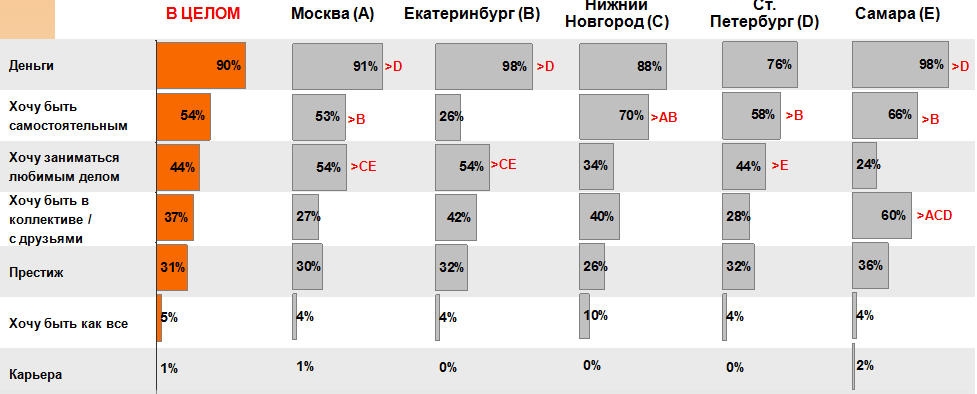 В ЦЕЛОМ Москва (A) Екатеринбург (B) Нижний Новгород (C) Ст. Петербург (D) Самара (E)
Деньги 90% 91% >D 98% >D 88% 76% 98% >D
Хочу быть
самостоятельным 54% 53% >B 26% 70% >AB 58% >B 66% >B
Хочу заниматься
любимым делом 44% 54% >CE 54% >CE 34% 44% >E 24%
Хочу быть в
коллективе / 37% 27% 42% 40% 28% 60% >ACD
с друзьями
Престиж 31% 30% 32% 26% 32% 36%
Хочу быть как все 5% 4% 4% 10% 4% 4%
Карьера 1% 1% 0% 0% 0% 2%